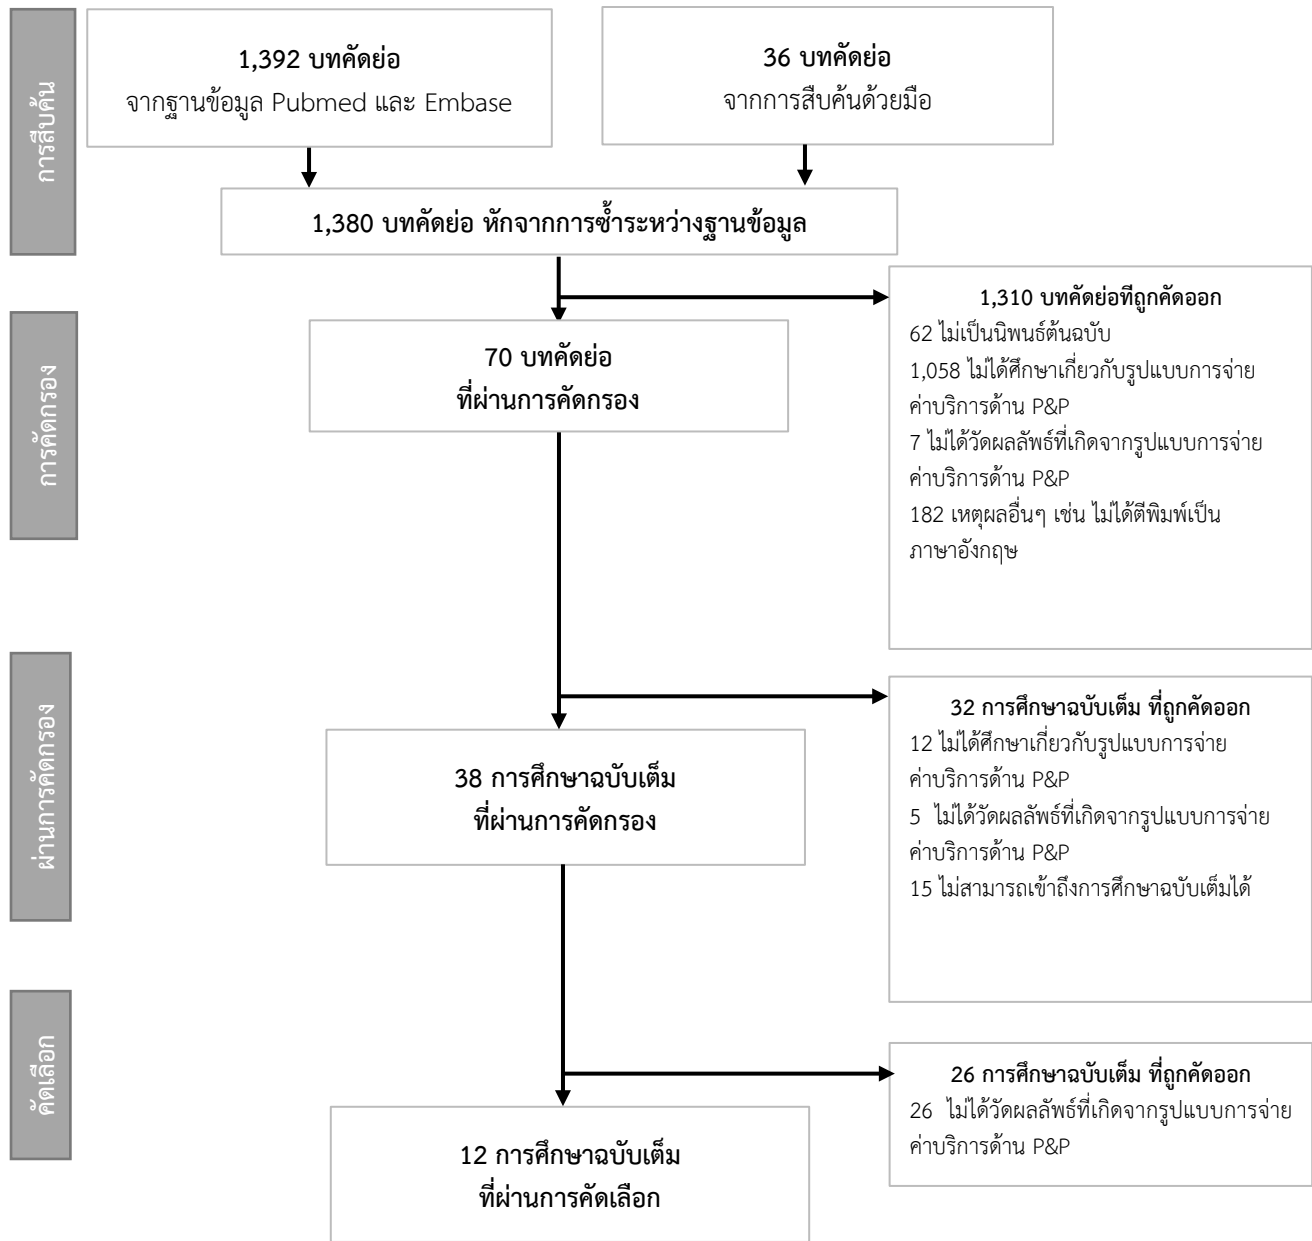 การสืบค้น
1,392 บทคัดย่อ
จากฐานข้อมูล Pubmed และ Embase
36 บทคัดย่อ
จากการสืบค้นด้วยมือ
1,380 บทคัดย่อ หักจากการซ้ำระหว่างฐานข้อมูล
การคัดกรอง
70 บทคัดย่อ
ที่ผ่านการคัดกรอง
1,310 บทคัดย่อที่ถูกคัดออก
62 ไม่เป็นนิพนธ์ต้นฉบับ
1,058 ไม่ได้ศึกษาเกี่ยวกับรูปแบบการจ่าย
ค่าบริการด้าน P&P
7 ไม่ได้วัดผลลัพธ์ที่เกิดจากรูปแบบการจ่าย
ค่าบริการด้าน P&P
182 เหตุผลอื่นๆ เช่น ไม่ได้ตีพิมพ์เป็น
ภาษาอังกฤษ
ผ่านการคัดกรอง
38 การศึกษาฉบับเต็ม
ที่ผ่านการคัดกรอง
32 การศึกษาฉบับเต็ม ที่ถูกคัดออก
12 ไม่ได้ศึกษาเกี่ยวกับรูปแบบการจ่าย
ค่าบริการด้าน P&P
5 ไม่ได้วัดผลลัพธ์ที่เกิดจากรูปแบบการจ่าย
ค่าบริการด้าน P&P
15 ไม่สามารถเข้าถึงการศึกษาฉบับเต็มได้
คัดเลือก
12 การศึกษาฉบับเต็ม
ที่ผ่านการคัดเลือก
26 การศึกษาฉบับเต็ม ที่ถูกคัดออก
26 ไม่ได้วัดผลลัพธ์ที่เกิดจากรูปแบบการจ่าย
ค่าบริการด้าน P&P